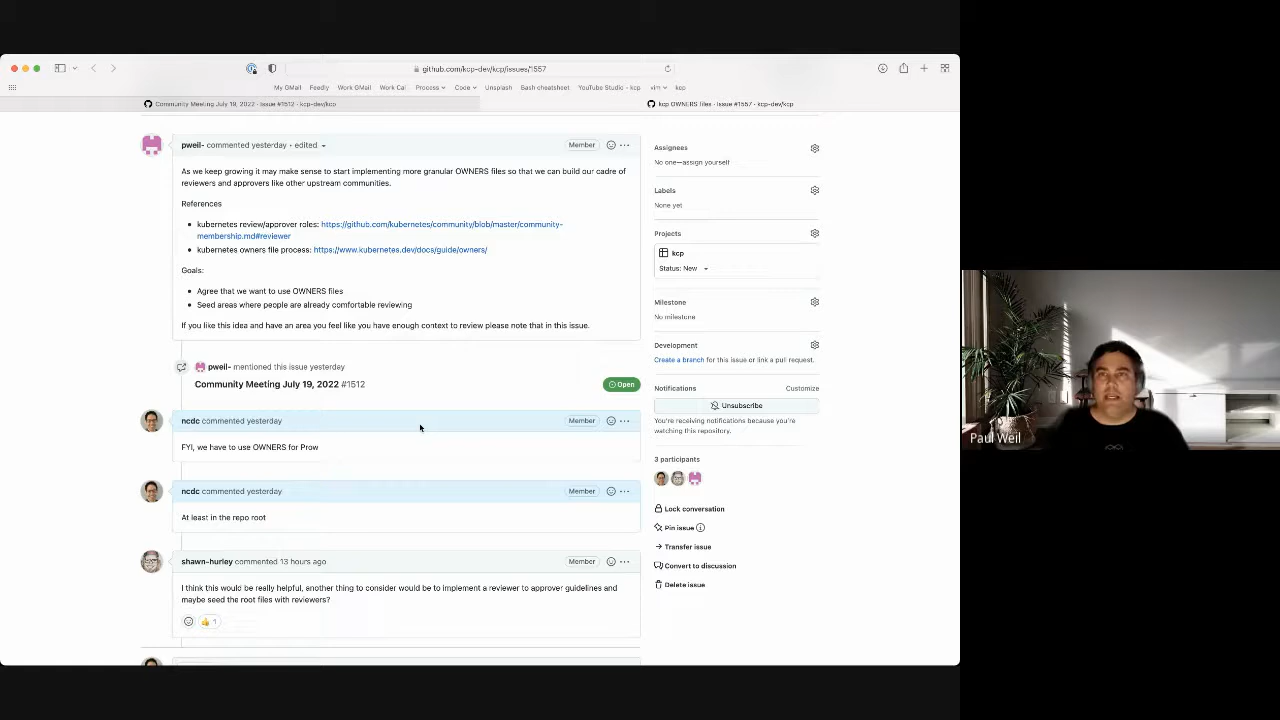 github.com/kcp-dev/kcp/issues/1557
My GMail Feedly Work GMail Work Cal Process Code Unsplash Bash cheatsheet YouTube Studio - kcp vim kcp
Community Meeting July 19, 2022 · Issue #1512 · kcp-dev/kcp
kcp OWNERS files · Issue #1557 · kcp-dev/kcp
pweil- commented yesterday • edited
Member
As we keep growing it may make sense to start implementing more granular OWNERS files so that we can build our cadre of
reviewers and approvers like other upstream communities.
References
kubernetes review/approver roles: https://github.com/kubernetes/community/blob/master/community-
membership.md#reviewer
kubernetes owners file process: https://www.kubernetes.dev/docs/guide/owners/
Goals:
Agree that we want to use OWNERS files
Seed areas where people are already comfortable reviewing
If you like this idea and have an area you feel like you have enough context to review please note that in this issue.
pweil- mentioned this issue yesterday
Community Meeting July 19, 2022 #1512
Open
ncdc commented yesterday
Member
FYI, we have to use OWNERS for Prow
ncdc commented yesterday
Member
At least in the repo root
shawn-hurley commented 13 hours ago
Member
I think this would be really helpful, another thing to consider would be to implement a reviewer to approver guidelines and
maybe seed the root files with reviewers?
1
Assignees
No one—assign yourself
Labels
None yet
Projects
kcp
Status: New
Milestone
No milestone
Development
Create a branch for this issue or link a pull request.
Notifications
Customize
Unsubscribe
You're receiving notifications because you're
watching this repository.
3 participants
Lock conversation
Pin issue
Transfer issue
Convert to discussion
Delete issue
Paul Weil